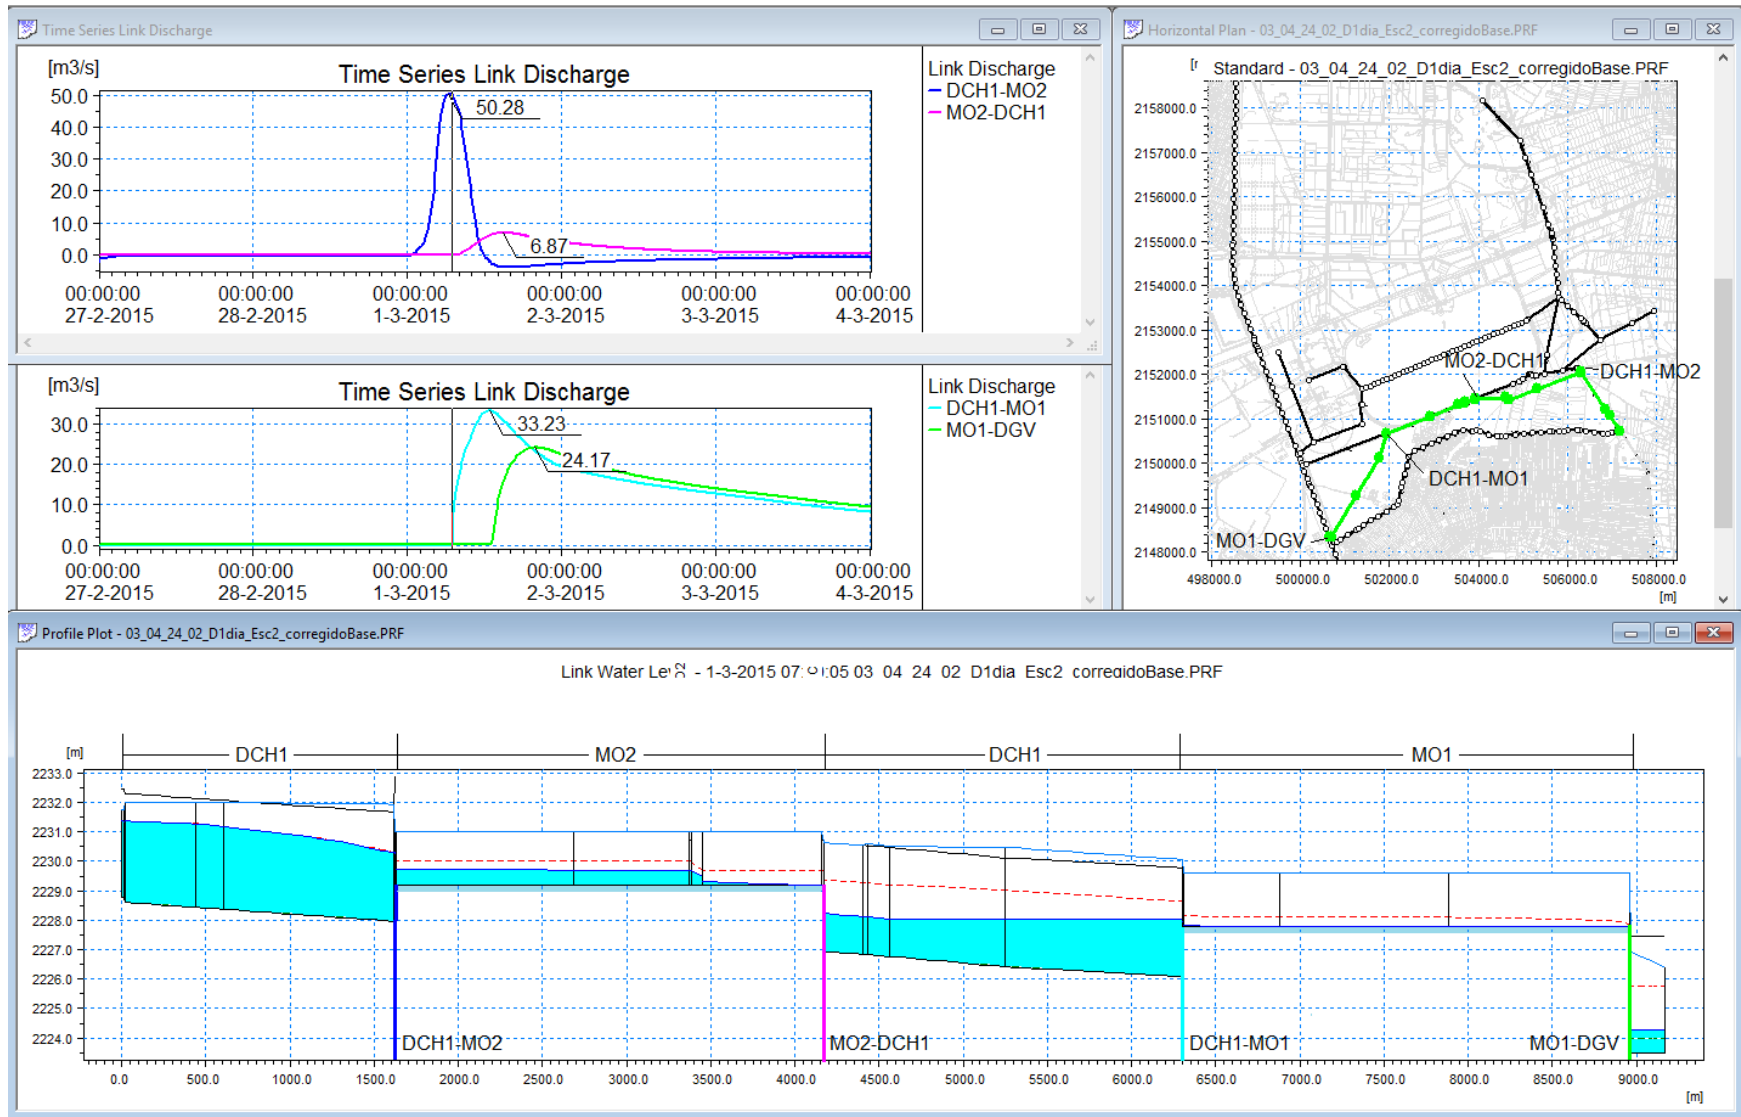 Time Series Link Discharge
[m3/s]
Time Series Link Discharge
50.0
40.0
30.0
20.0
10.0
0.0
50.28
6.87
00:00:00 00:00:00 00:00:00 00:00:00 00:00:00 00:00:00
27-2-2015 28-2-2015 1-3-2015 2-3-2015 3-3-2015 4-3-2015
Link Discharge
DCH1-MO2
MO2-DCH1
[m3/s]
Time Series Link Discharge
30.0
20.0
10.0
0.0
33.23
24.17
00:00:00 00:00:00 00:00:00 00:00:00 00:00:00 00:00:00
27-2-2015 28-2-2015 1-3-2015 2-3-2015 3-3-2015 4-3-2015
Link Discharge
DCH1-MO1
MO1-DGV
Horizontal Plan - 03_04_24_02_D1dia_Esc2_corregidoBase.PRF
Standard - 03_04_24_02_D1dia_Esc2_corregidoBase.PRF
2158000.0
2157000.0
2156000.0
2155000.0
2154000.0
2153000.0
2152000.0
2151000.0
2150000.0
2149000.0
2148000.0
MO2-DCH1
DCH1-MO2
DCH1-MO1
MO1-DGV
498000.0 500000.0 502000.0 504000.0 506000.0 508000.0
[m]
Profile Plot - 03_04_24_02_D1dia_Esc2_corregidoBase.PRF
Link Water - 1-3-2015 07: :05 03_04_24_02_D1dia_Esc2_corregidoBase.PRF
[m]
DCH1 MO2 DCH1 MO1
2233.0
2232.0
2231.0
2230.0
2229.0
2228.0
2227.0
2226.0
2225.0
2224.0
DCH1-MO2 MO2-DCH1 DCH1-MO1 MO1-DGV
0.0 500.0 1000.0 1500.0 2000.0 2500.0 3000.0 3500.0 4000.0 4500.0 5000.0 5500.0 6000.0 6500.0 7000.0 7500.0 8000.0 8500.0 9000.0
[m]